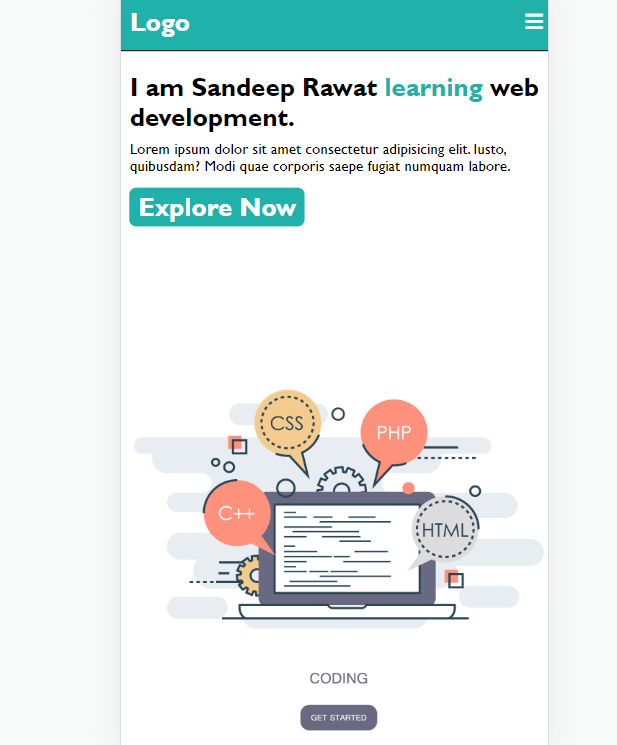 Logo
I am Sandeep Rawat learning web
development.
Lorem ipsum dolor sit amet consectetur adipisicing elit. Iusto,
quibusdam? Modi quae corporis saepe fugiat numquam labore.
Explore Now
CSS
PHP
C++
HTML
CODING
GET STARTED